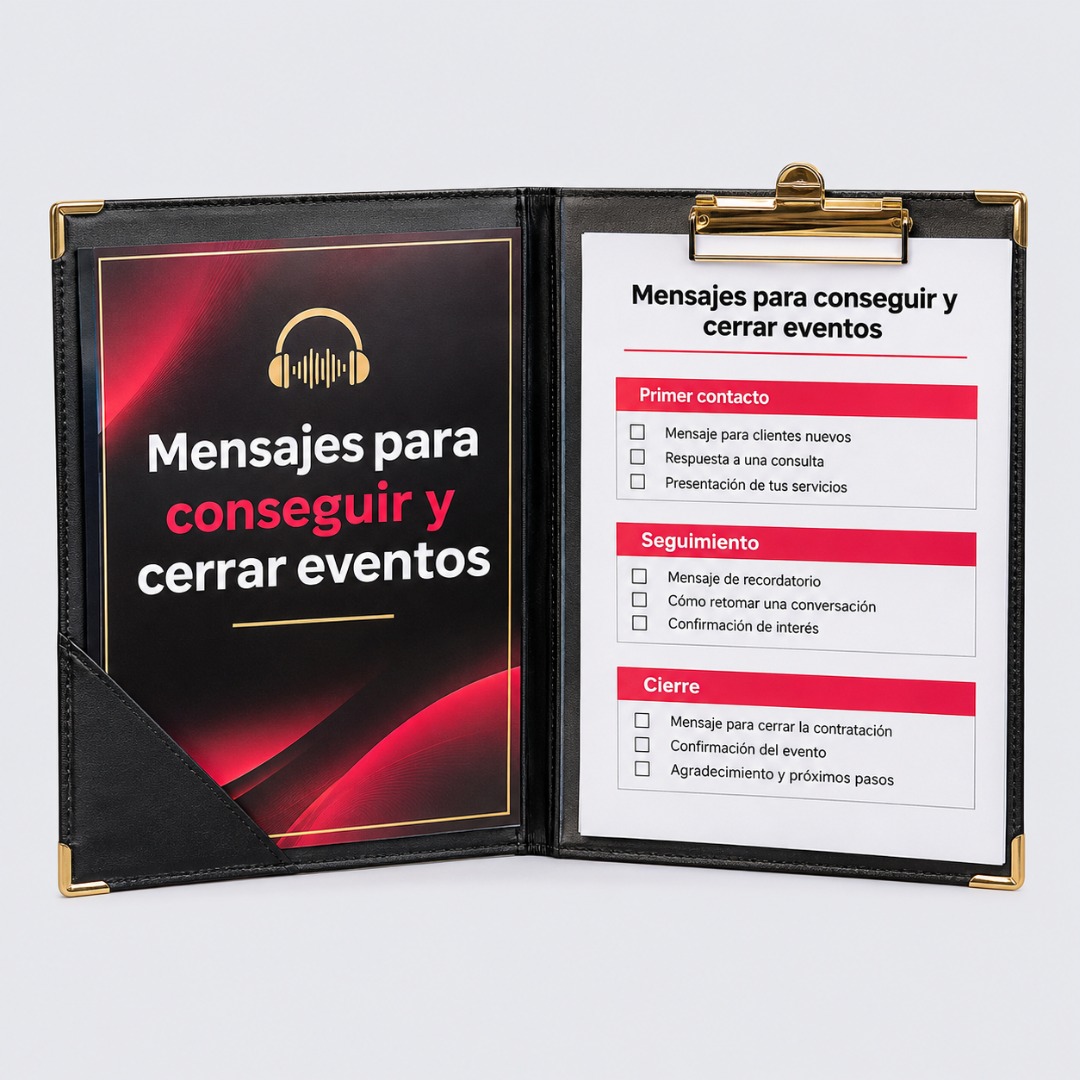 Mensajes para
conseguir y
cerrar eventos
Mensajes para conseguir y
cerrar eventos
Primer contacto
Mensaje para clientes nuevos
Respuesta a una consulta
Presentación de tus servicios
Seguimiento
Mensaje de recordatorio
Cómo retomar una conversación
Confirmación de interés
Cierre
Mensaje para cerrar la contratación
Confirmación del evento
Agradecimiento y próximos pasos